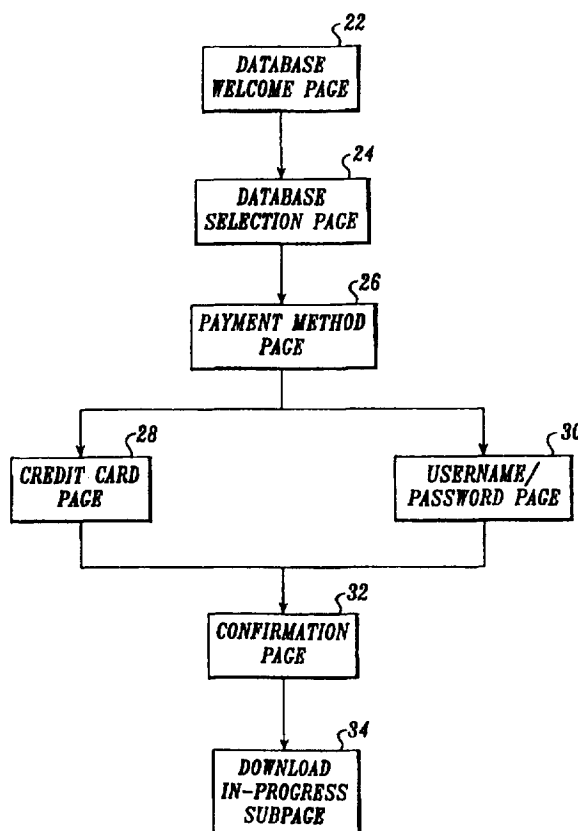 22
DATABASE
WELCOME PAGE
24
DATABASE
SELECTION PAGE
26
PAYMENT METHOD
PAGE
28
CREDIT CARD
PAGE
30
USERNAME/
PASSWORD PAGE
32
CONFIRMATION
PAGE
34
DOWNLOAD
IN-PROGRESS
SUBPAGE